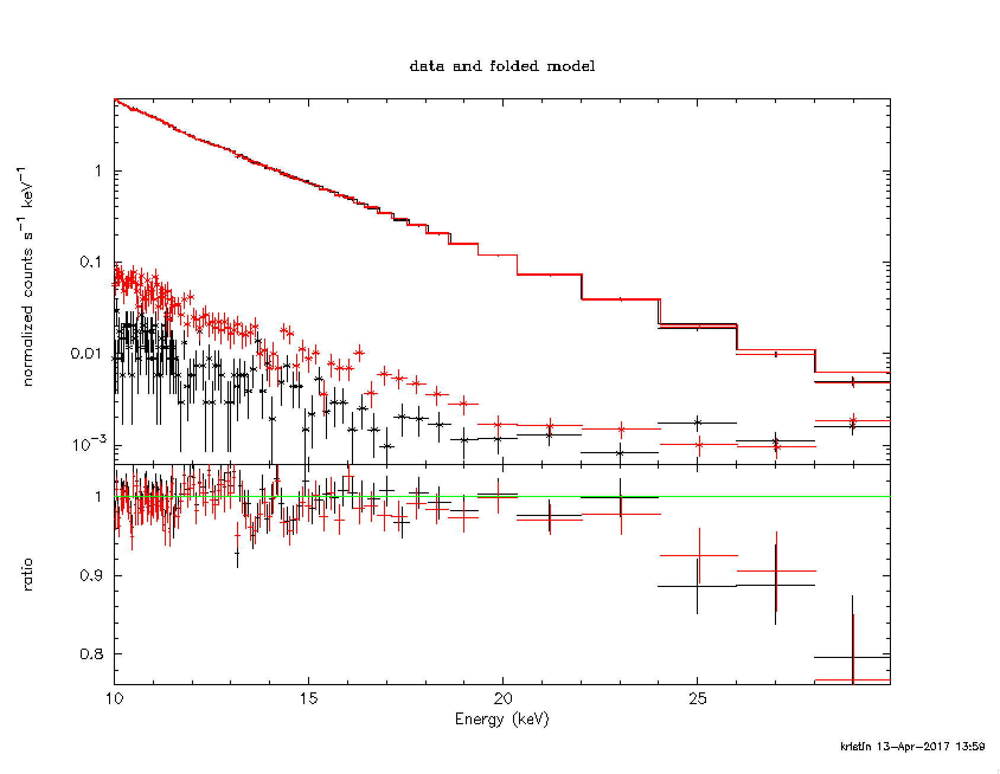 data and folded model
normalized counts s⁻¹ keV⁻¹
1
0.1
0.01
10⁻³
ratio
1
0.9
0.8
10 15 20 25
Energy (keV)
kristin 13-Apr-2017 13:59